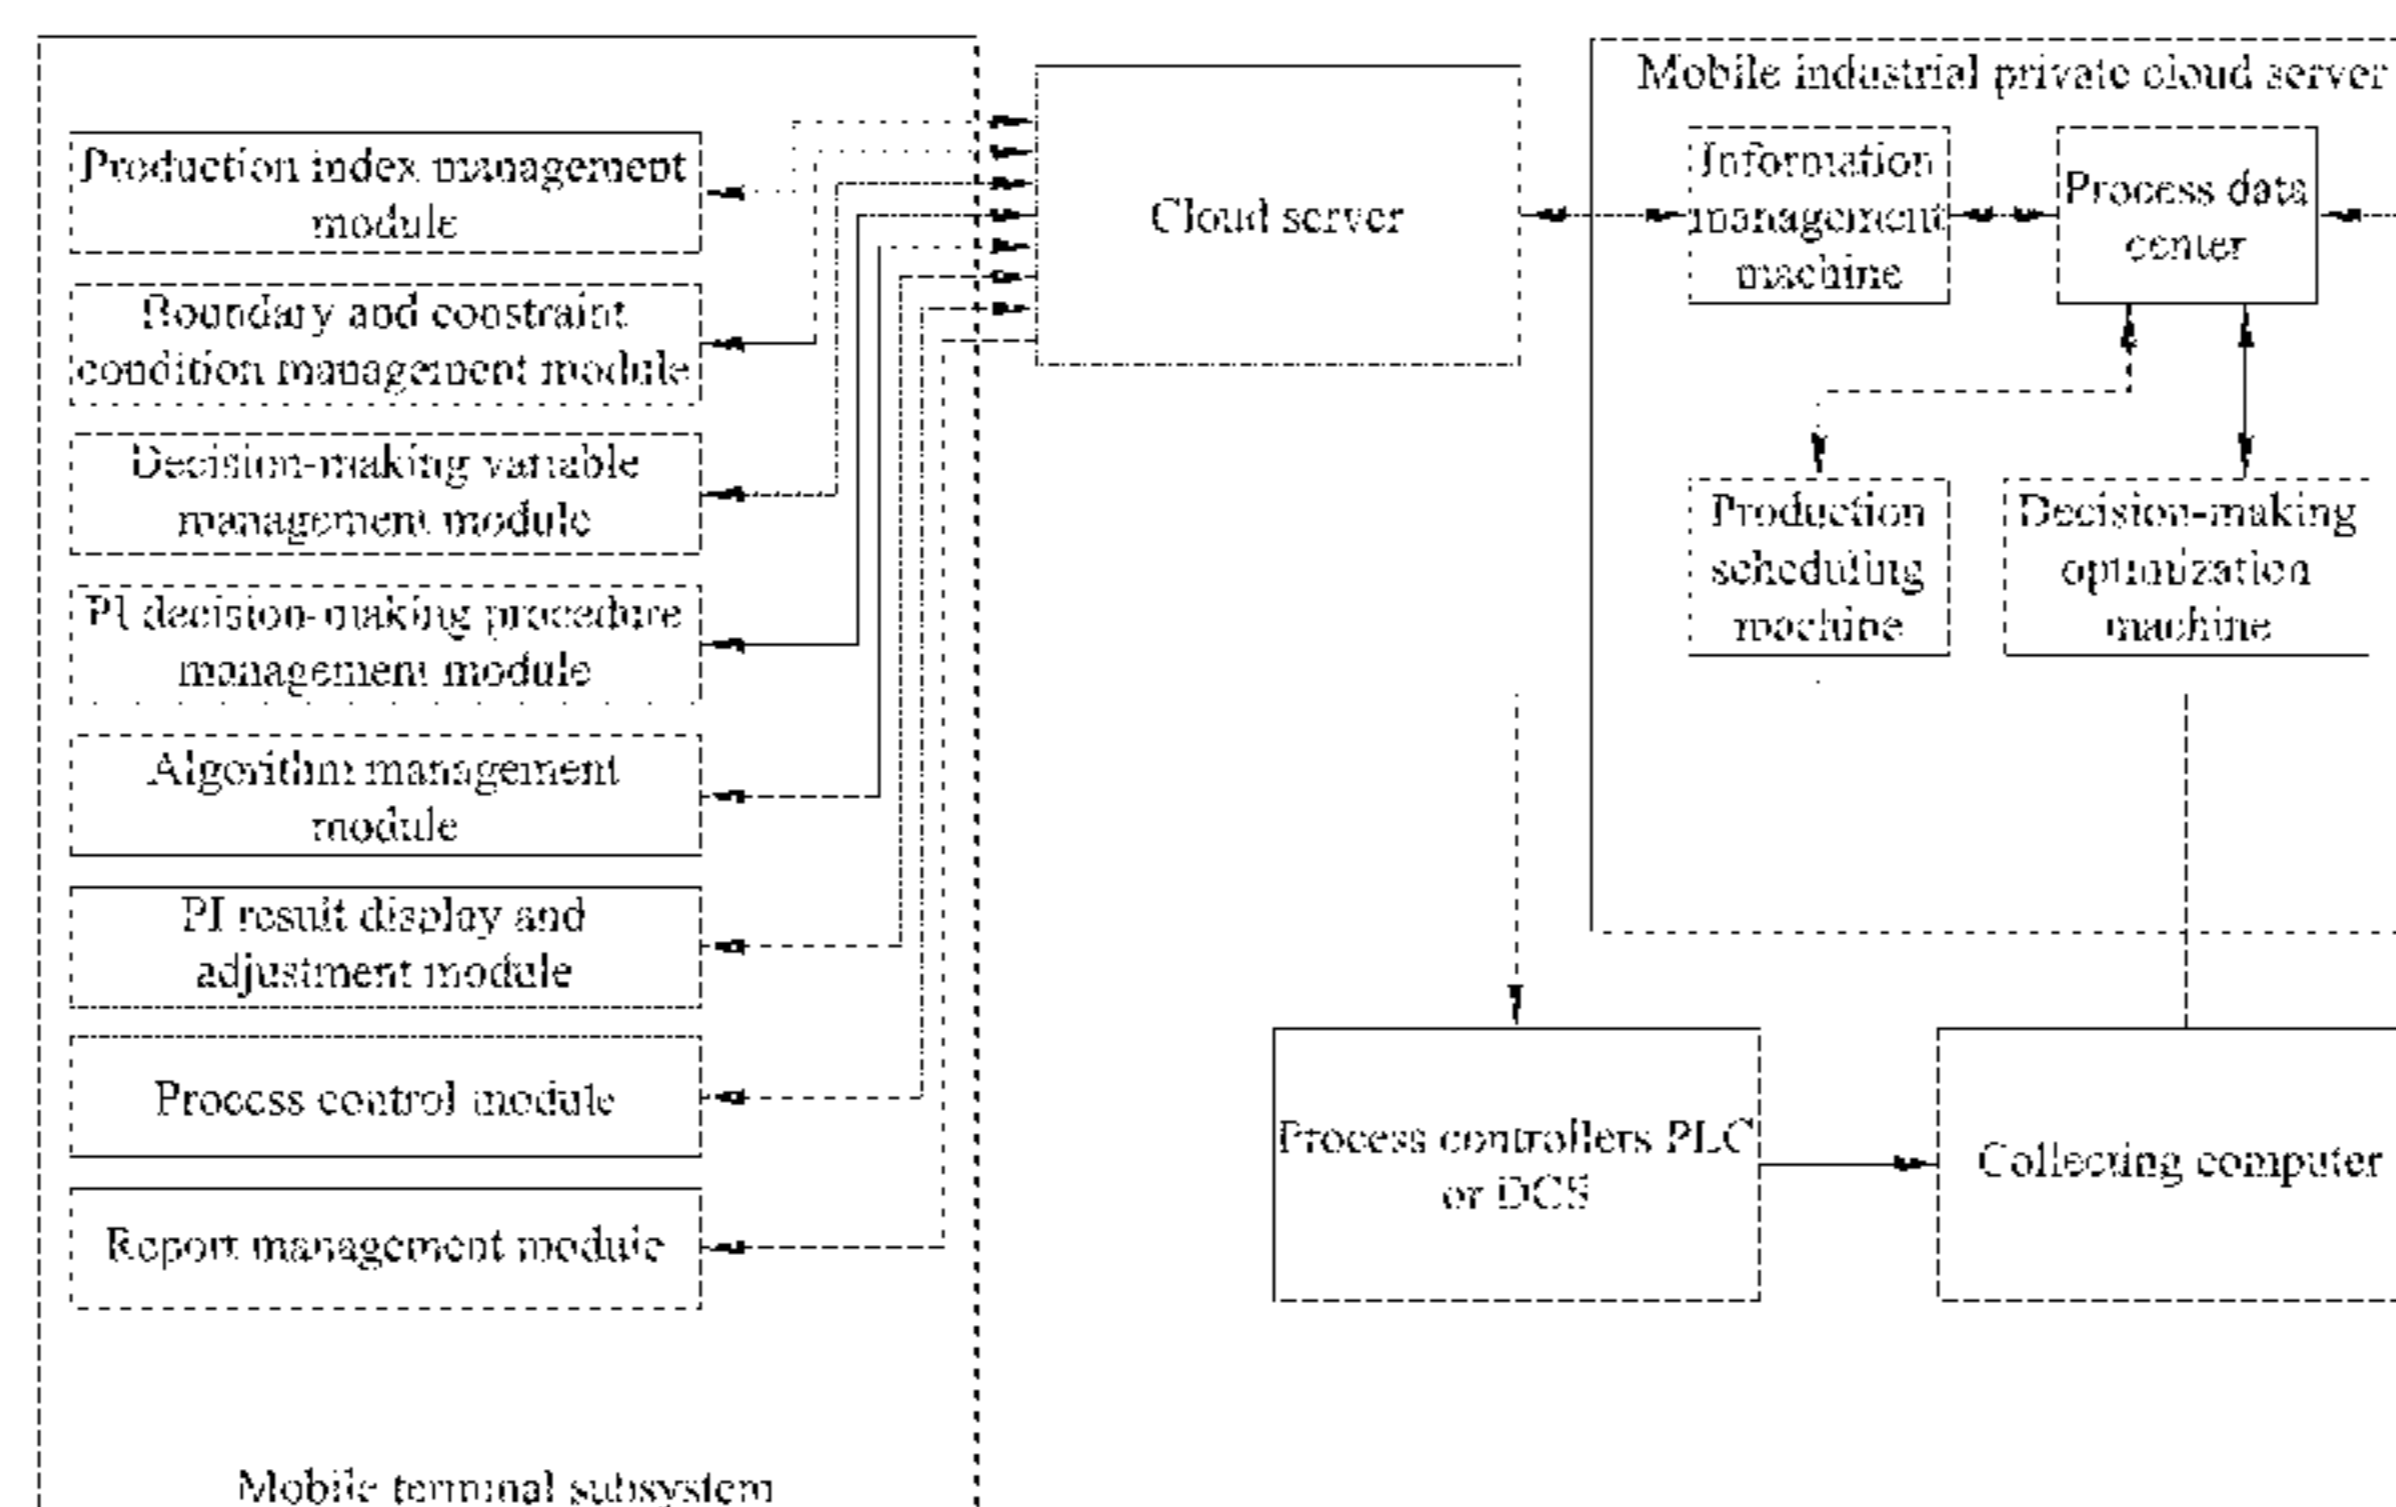 Production index management
module
Boundary and constraint
condition management module
Decision-making variable
management module
PI decision-making procedure
management module
Algorithm management
module
PI result display and
adjustment module
Process control module
Report management module
Mobile terminal subsystem
Cloud server
Mobile industrial private cloud server
Information
management
machine
Process data
center
Production
scheduling
machine
Decision-making
optimization
machine
Process controllers PLC
or DCS
Collecting computer